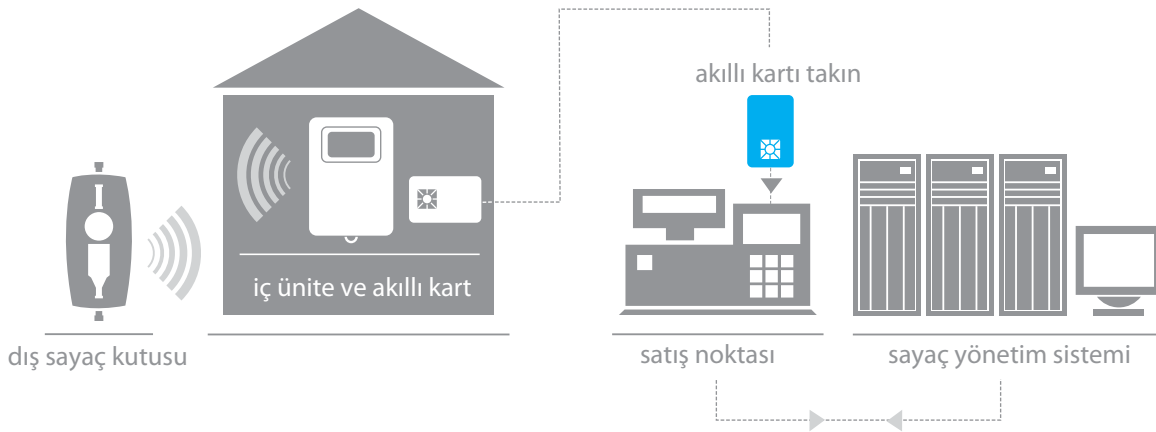 akıllı kartı takın
iç ünite ve akıllı kart
dış sayaç kutusu
satış noktası
sayaç yönetim sistemi